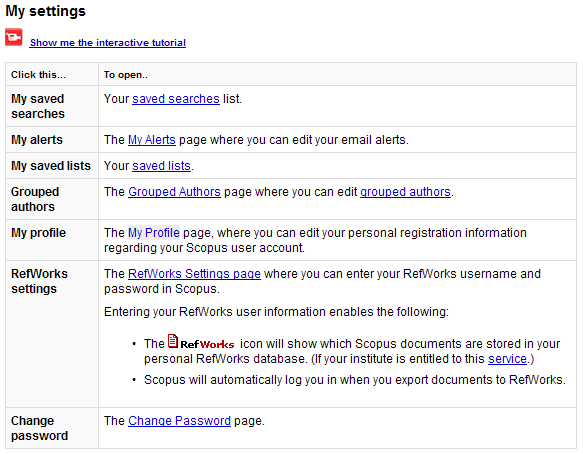 My settings
Show me the interactive tutorial
Click this... To open..
My saved searches Your saved searches list.
My alerts The My Alerts page where you can edit your email alerts.
My saved lists Your saved lists.
Grouped authors The Grouped Authors page where you can edit grouped authors.
My profile The My Profile page, where you can edit your personal registration information
regarding your Scopus user account.
RefWorks settings The RefWorks Settings page where you can enter your RefWorks username and
password in Scopus.
Entering your RefWorks user information enables the following:
• The RefWorks icon will show which Scopus documents are stored in your
personal RefWorks database. (If your institute is entitled to this service.)
• Scopus will automatically log you in when you export documents to RefWorks.
Change password The Change Password page.